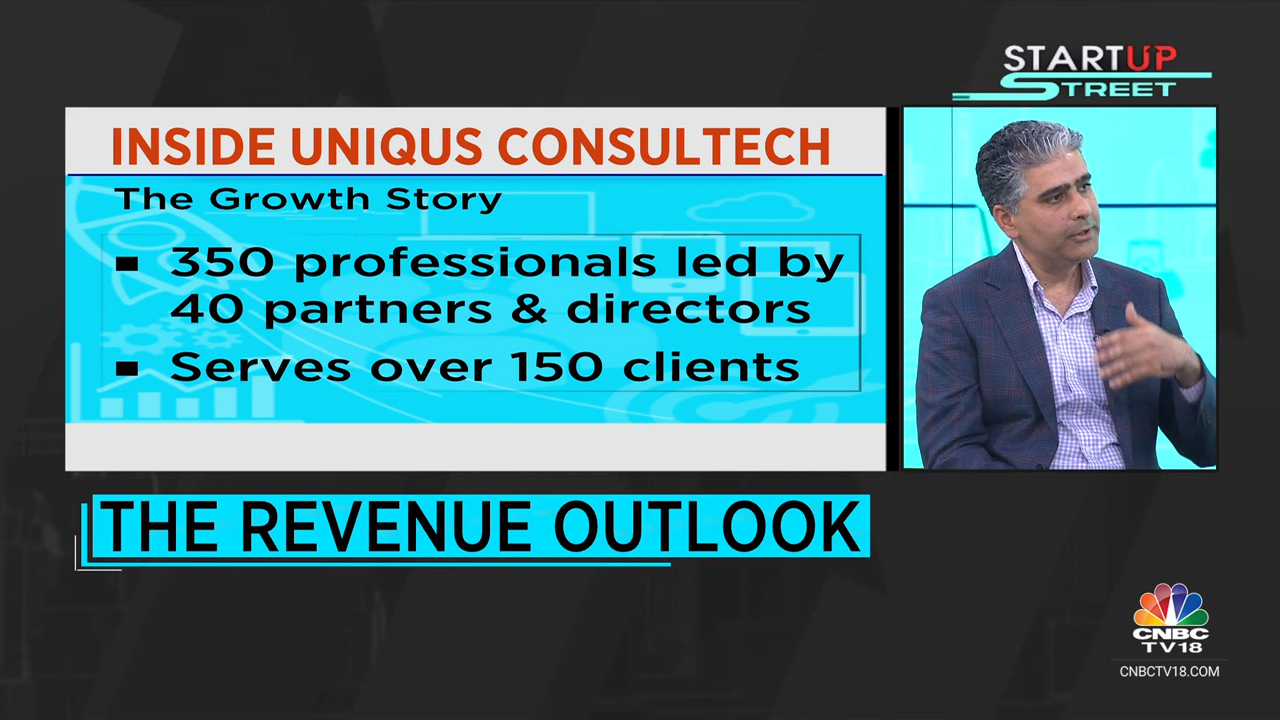 STARTUP
STREET
INSIDE UNIQUS CONSULTECH
The Growth Story
350 professionals led by
40 partners & directors
Serves over 150 clients
THE REVENUE OUTLOOK
CNBC
TV18
CNBCTV18.COM